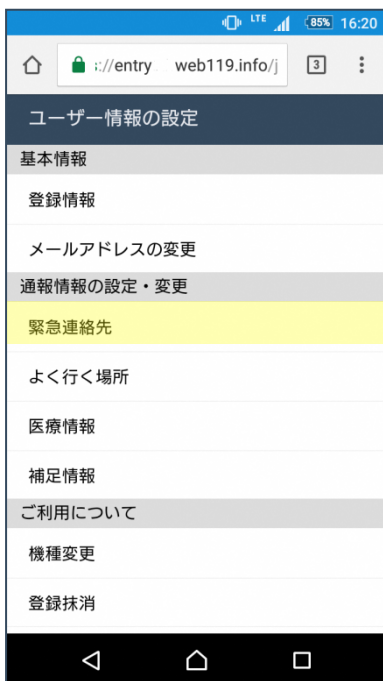 LTE 85% 16:20
://entry web119.info/j 3
ユーザー情報の設定
基本情報
登録情報
メールアドレスの変更
通報情報の設定・変更
緊急連絡先
よく行く場所
医療情報
補足情報
ご利用について
機種変更
登録抹消